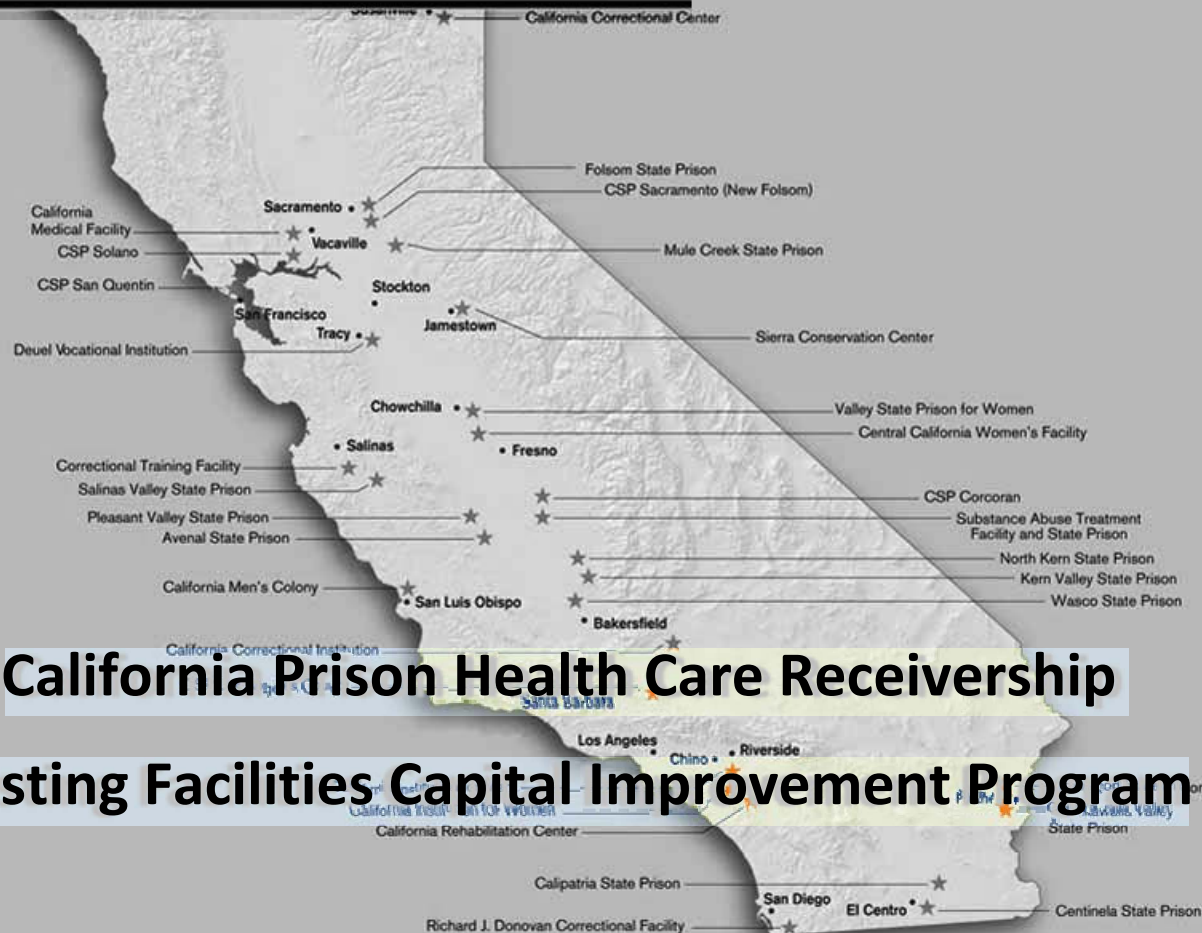 Susanville
California Correctional Center
Folsom State Prison
CSP Sacramento (New Folsom)
Sacramento
California
Medical Facility
Vacaville
CSP Solano
Mule Creek State Prison
CSP San Quentin
Stockton
San Francisco
Jamestown
Tracy
Sierra Conservation Center
Deuel Vocational Institution
Chowchilla
Valley State Prison for Women
Central California Women's Facility
Salinas
Fresno
Correctional Training Facility
Salinas Valley State Prison
CSP Corcoran
Pleasant Valley State Prison
Substance Abuse Treatment
Facility and State Prison
Avenal State Prison
North Kern State Prison
Kern Valley State Prison
California Men's Colony
Wasco State Prison
San Luis Obispo
Bakersfield
California Correctional Institution
California Prison Health Care Receivership
Santa Barbara
Los Angeles
Riverside
Chino
sting Facilities Capital Improvement Program
California Institution for Women
Valley
California Rehabilitation Center
State Prison
Calipatria State Prison
San Diego
El Centro
Centinela State Prison
Richard J. Donovan Correctional Facility